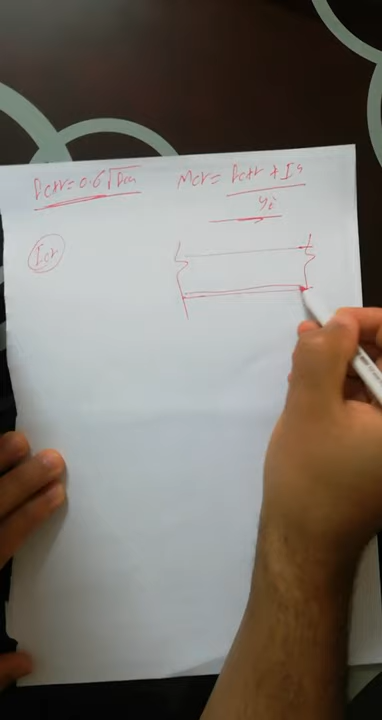 Fctr = 0.6√Fcu
Mcr = Fctr * Ig
yt
Icr